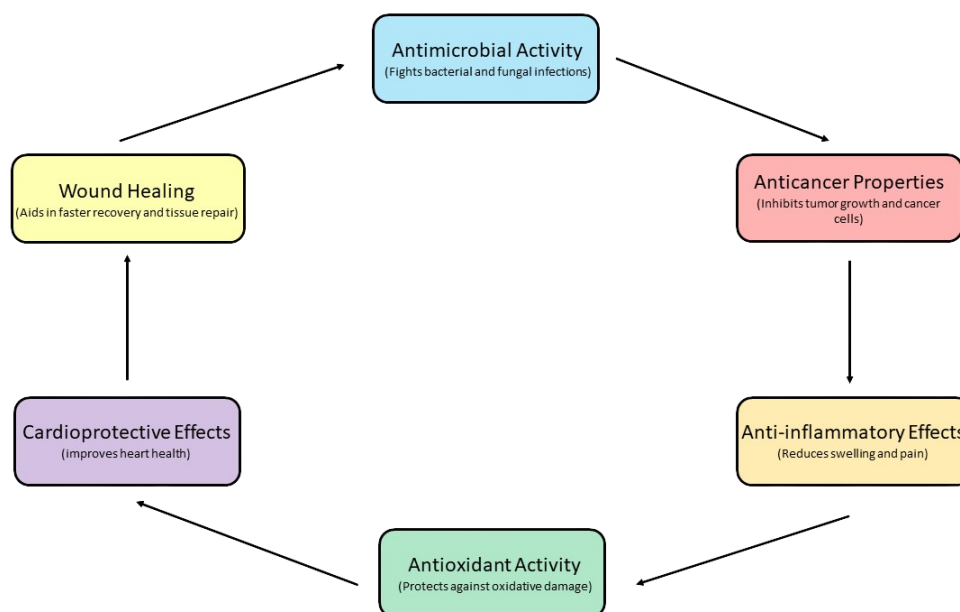 Antimicrobial Activity
(Fights bacterial and fungal infections)
Wound Healing
(Aids in faster recovery and tissue repair)
Anticancer Properties
(Inhibits tumor growth and cancer
cells)
Cardioprotective Effects
(improves heart health)
Anti-inflammatory Effects
(Reduces swelling and pain)
Antioxidant Activity
(Protects against oxidative damage)